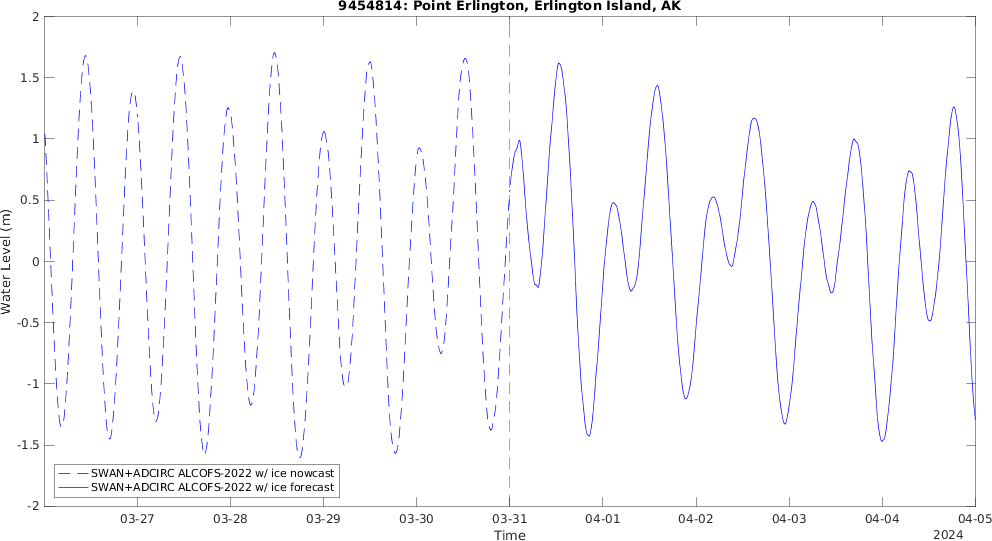 9454814: Point Erlington, Erlington Island, AK
2
1.5
1
0.5
0
-0.5
-1
-1.5
-2
Water Level (m)
SWAN+ADCIRC ALCOFS-2022 w/ ice nowcast
SWAN+ADCIRC ALCOFS-2022 w/ ice forecast
03-27 03-28 03-29 03-30 03-31 04-01 04-02 04-03 04-04 04-05
Time
2024